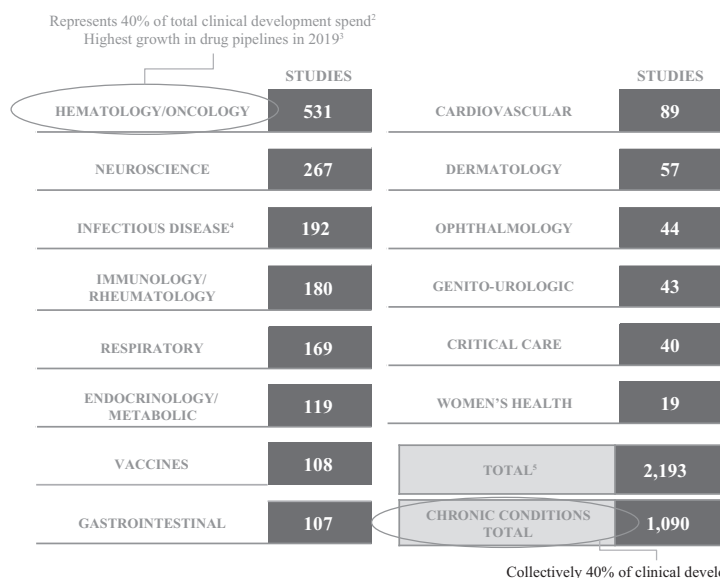 Represents 40% of total clinical development spend²
Highest growth in drug pipelines in 2019³
STUDIES
HEMATOLOGY/ONCOLOGY 531
NEUROSCIENCE 267
INFECTIOUS DISEASE⁴ 192
IMMUNOLOGY/
RHEUMATOLOGY 180
RESPIRATORY 169
ENDOCRINOLOGY/
METABOLIC 119
VACCINES 108
GASTROINTESTINAL 107
STUDIES
CARDIOVASCULAR 89
DERMATOLOGY 57
OPHTHALMOLOGY 44
GENITO-UROLOGIC 43
CRITICAL CARE 40
WOMEN'S HEALTH 19
TOTAL⁵ 2,193
CHRONIC CONDITIONS
TOTAL 1,090
Collectively 40% of clinical